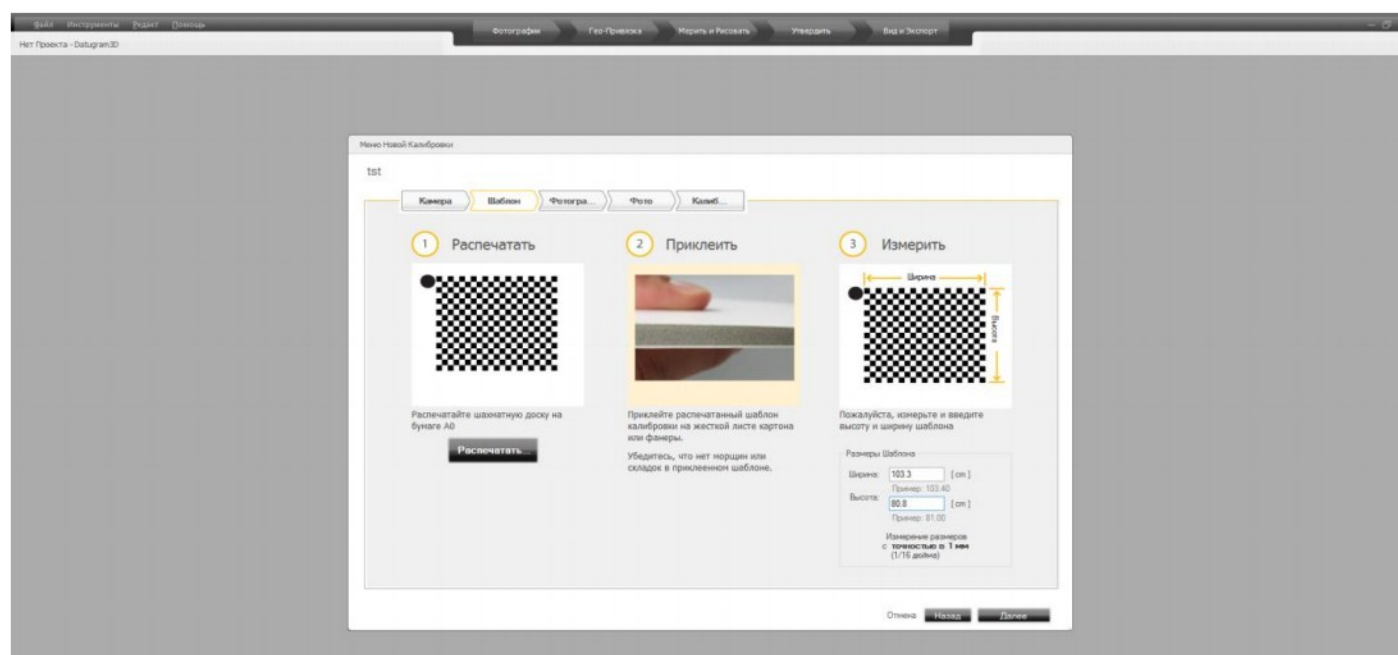 Файл Инструменты Редакт Помощь
Фотографии Гео-Привязка Мерить и Рисовать Утвердить Вид и Экспорт
Нет Проекта - Datugram3D
Меню Новой Калибровки
tst
Камера Шаблон Фотогра... Фото Калиб...
1 Распечатать
Распечатайте шахматную доску на
бумаге А0
Распечатать...
2 Приклеить
Приклейте распечатанный шаблон
калибровки на жесткой листе картона
или фанеры.
Убедитесь, что нет морщин или
складок в приклеенном шаблоне.
3 Измерить
Ширина
Высота
Пожалуйста, измерьте и введите
высоту и ширину шаблона
Размеры Шаблона
Ширина: 103.3 [cm]
Пример: 103.40
Высота: 80.8 [cm]
Пример: 81.00
Измерение размеров
с точностью в 1 мм
(1/16 дюйма)
Отмена Назад Далее